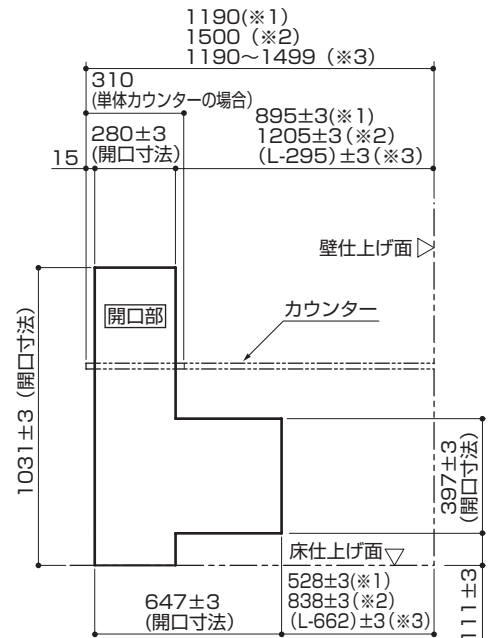 1190(※1)
1500 (※2)
1190～1499 (※3)
310
(単体カウンターの場合)
280±3
(開口寸法)
15
895±3(※1)
1205±3(※2)
(L-295)±3(※3)
壁仕上げ面
開口部
カウンター
1031±3 (開口寸法)
397±3
(開口寸法)
床仕上げ面
647±3
(開口寸法)
528±3(※1)
838±3(※2)
(L-662)±3(※3)
111±3